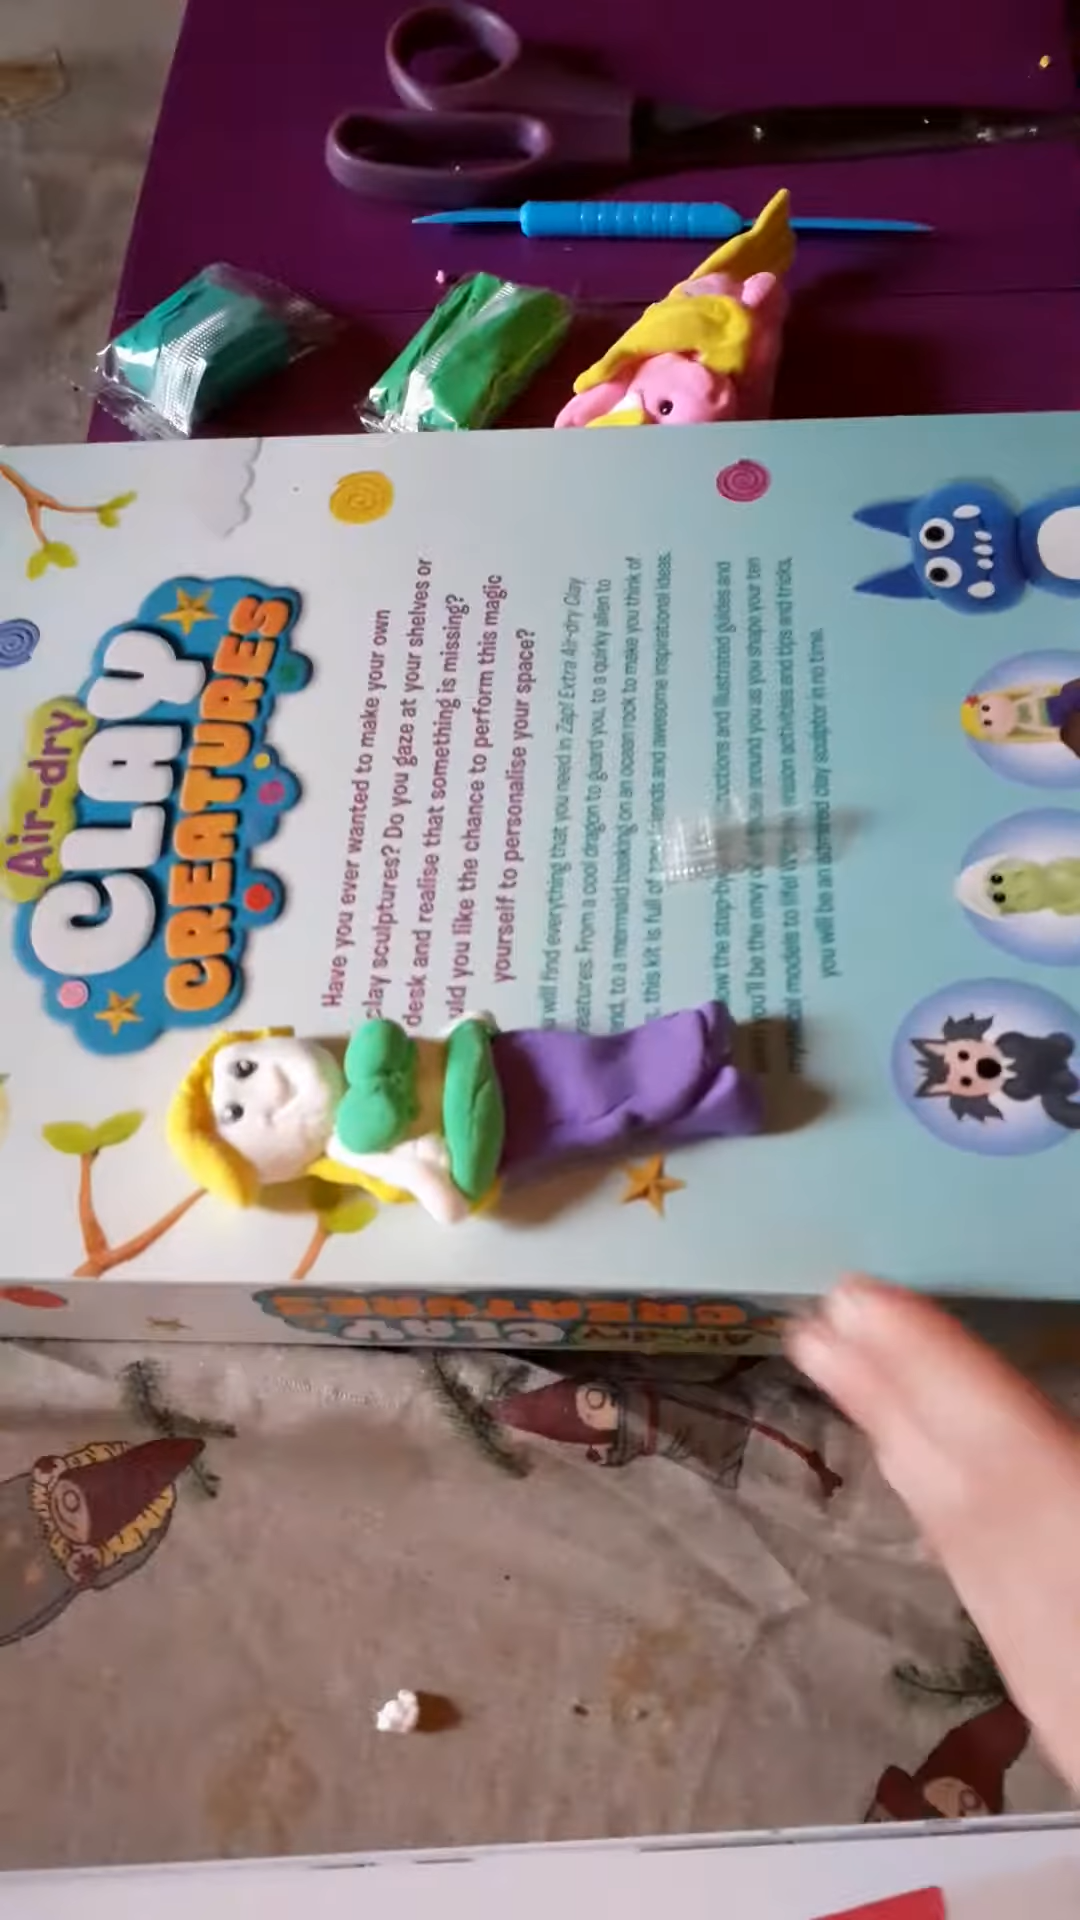 Air-dry
CLAY
CREATURES
Have you ever wanted to make your own
clay sculptures? Do you gaze at your shelves or
desk and realise that something is missing?
uld you like the chance to perform this magic
yourself to personalise your space?
will find everything that you need in Zap! Extra Air-dry Clay
reatures. From a cool dragon to guard you, to a quirky alien to
nd, to a mermaid basking on an ocean rock to make you think of
this kit is full of friends and awesome inspirational ideas.
low the step-by uctions and illustrated guides and
you'll be the envy of around you as you shape your ten
models to life! With activities and tips and tricks,
you will be an admired clay sculptor in no time.
Air-dry
CLAY
CREATURES